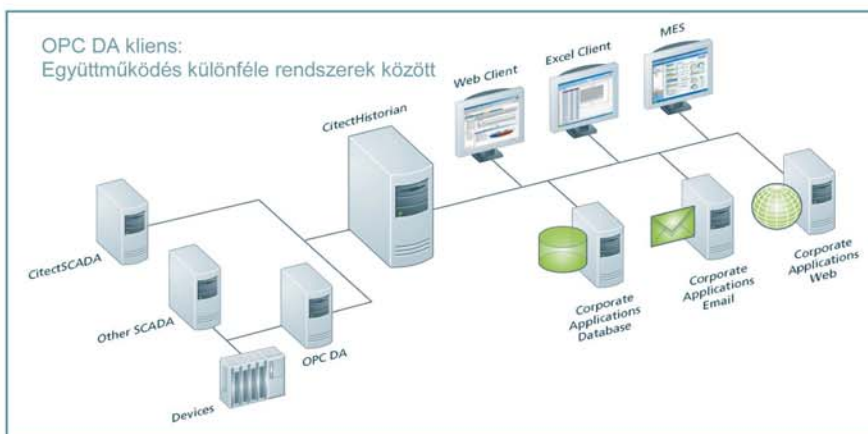 OPC DA kliens:
Együttműködés különféle rendszerek között
MES
Excel Client
Web Client
CitectHistorian
CitectSCADA
Other SCADA
OPC DA
Devices
Corporate
Applications
Database
Corporate
Applications
Email
Corporate
Applications
Web